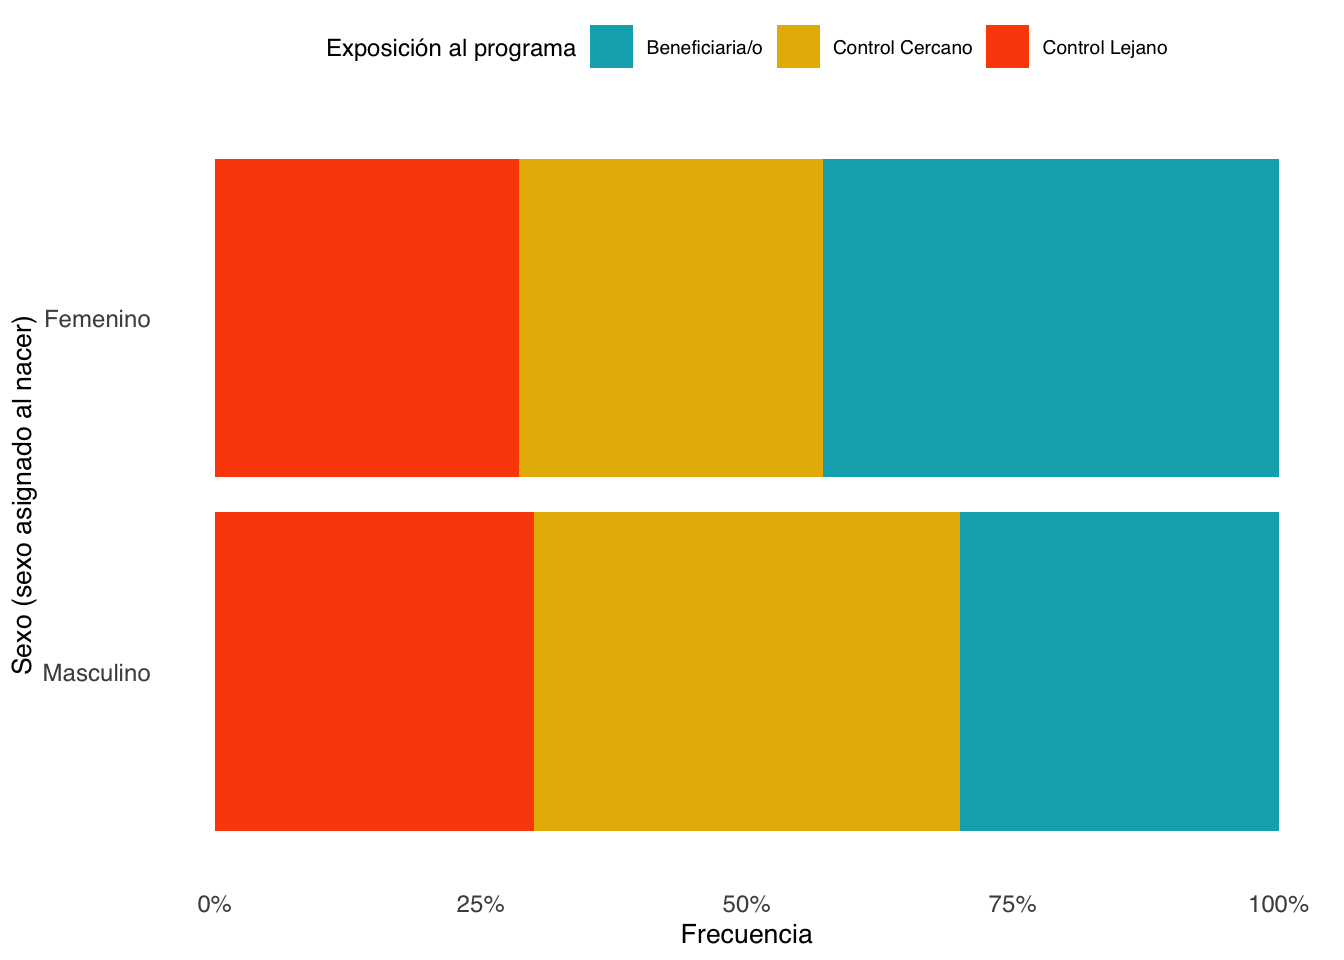 Exposición al programa Beneficiaria/o Control Cercano Control Lejano
Sexo (sexo asignado al nacer)
Femenino
Masculino
0% 25% 50% 75% 100%
Frecuencia